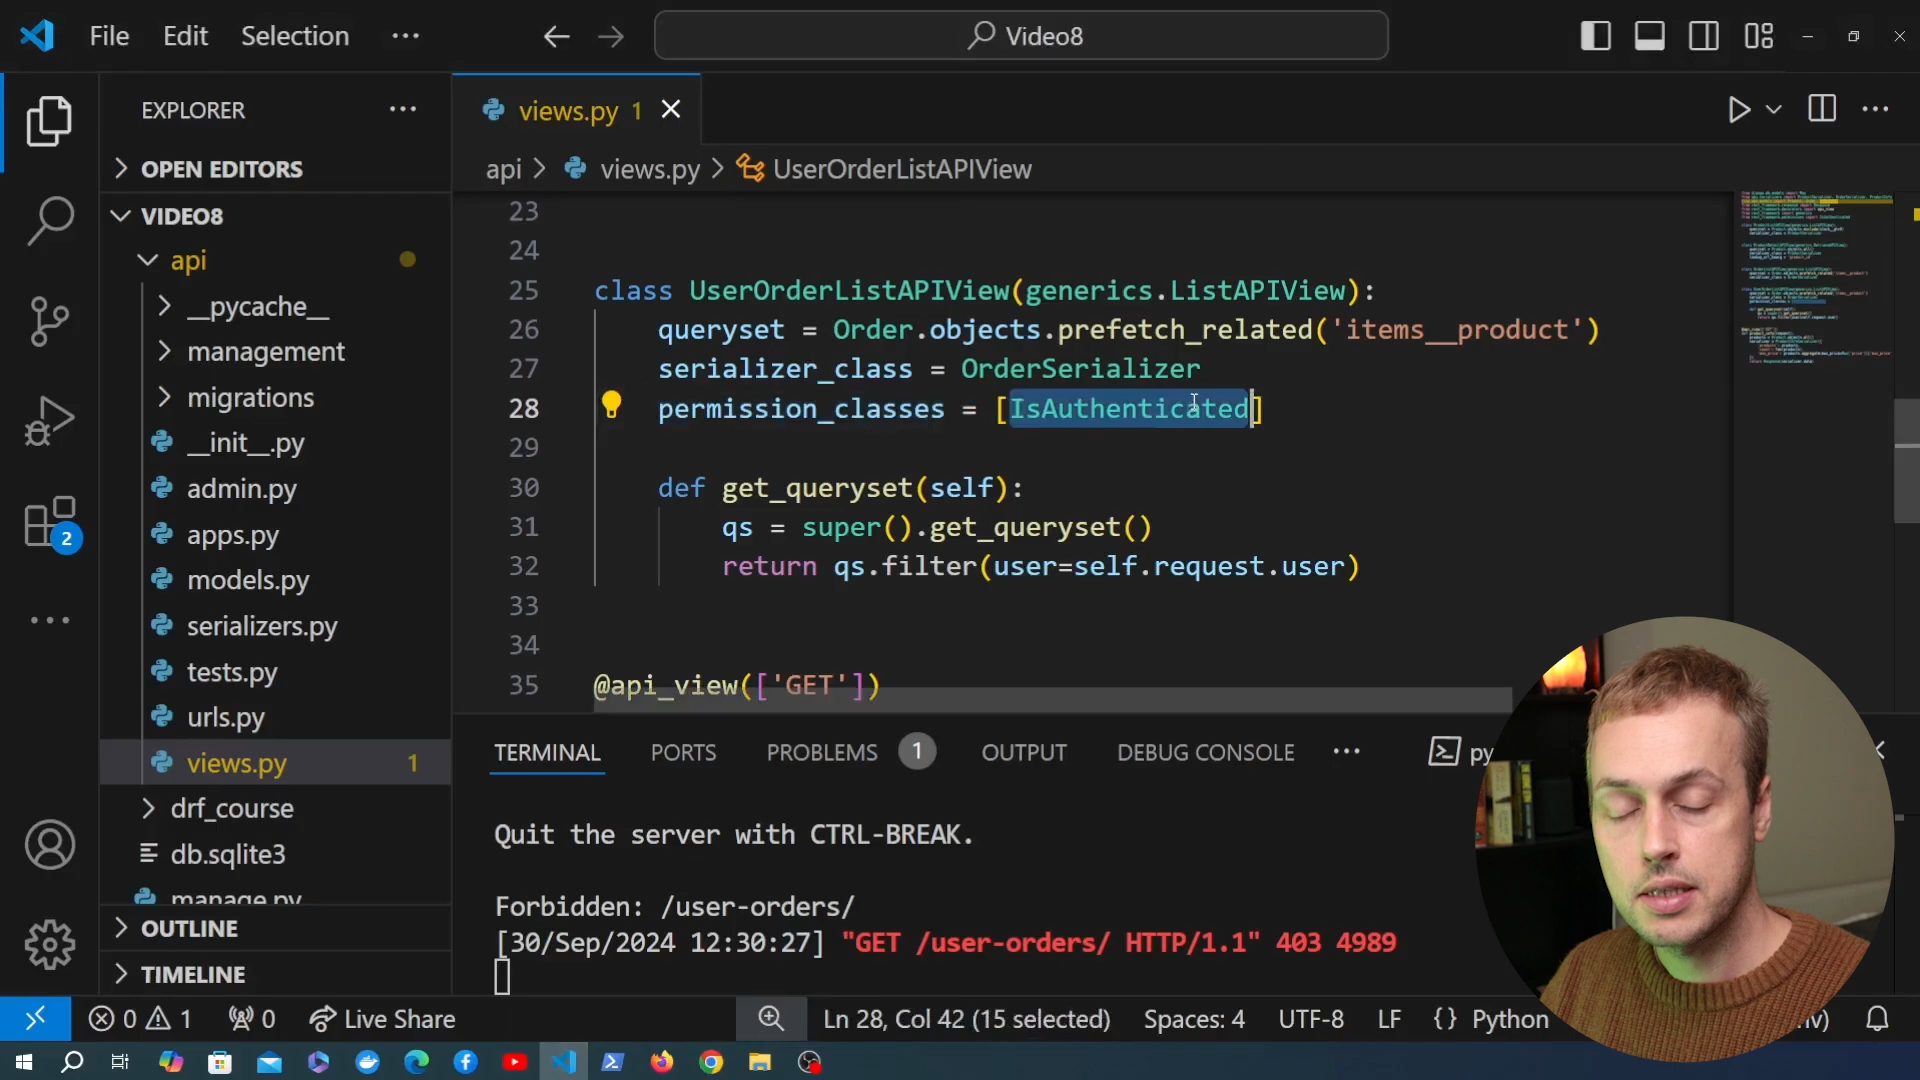 File Edit Selection ··· Video8
EXPLORER ···
OPEN EDITORS
VIDEO8
api
__pycache__
management
migrations
__init__.py
admin.py
apps.py
models.py
serializers.py
tests.py
urls.py
views.py 1
drf_course
db.sqlite3
manage.py
OUTLINE
TIMELINE
2
views.py 1
api > views.py > UserOrderListAPIView
23
24
25 class UserOrderListAPIView(generics.ListAPIView):
26 queryset = Order.objects.prefetch_related('items__product')
27 serializer_class = OrderSerializer
28 permission_classes = [IsAuthenticated]
29
30 def get_queryset(self):
31 qs = super().get_queryset()
32 return qs.filter(user=self.request.user)
33
34
35 @api_view(['GET'])
TERMINAL PORTS PROBLEMS 1 OUTPUT DEBUG CONSOLE ··· py
Quit the server with CTRL-BREAK.
Forbidden: /user-orders/
[30/Sep/2024 12:30:27] "GET /user-orders/ HTTP/1.1" 403 4989
0 1 0 Live Share Ln 28, Col 42 (15 selected) Spaces: 4 UTF-8 LF {} Python